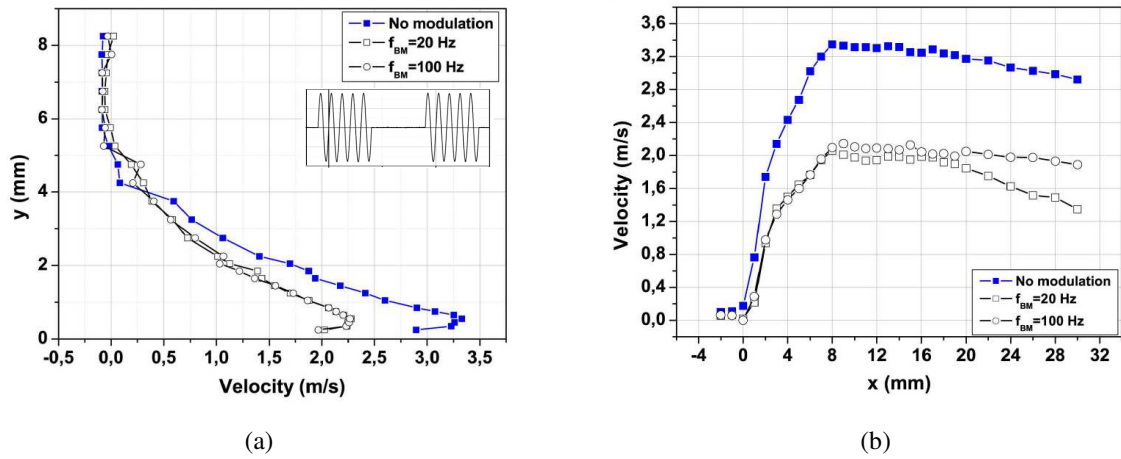 No modulation
f_BM=20 Hz
f_BM=100 Hz
8
6
4
2
0
y (mm)
-0,5 0,0 0,5 1,0 1,5 2,0 2,5 3,0 3,5
Velocity (m/s)
(a)
3,6
3,2
2,8
2,4
2,0
1,6
1,2
0,8
0,4
0,0
Velocity (m/s)
No modulation
f_BM=20 Hz
f_BM=100 Hz
-4 0 4 8 12 16 20 24 28 32
x (mm)
(b)